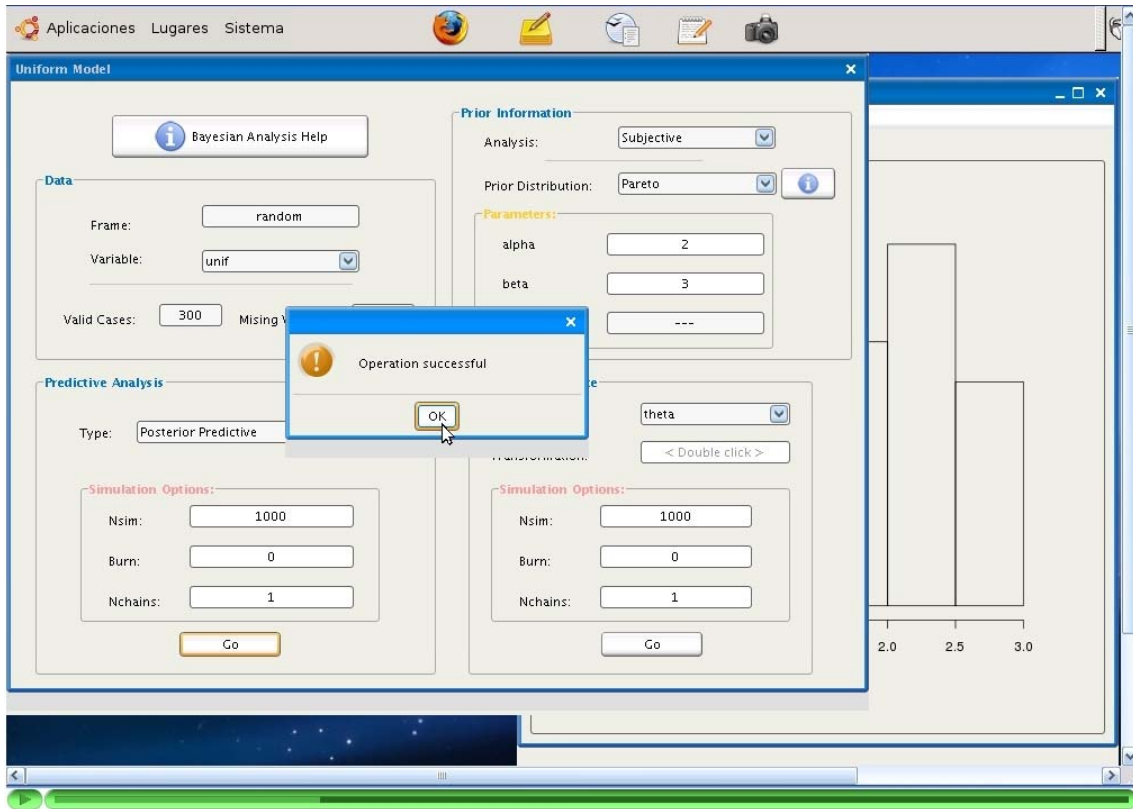 Aplicaciones Lugares Sistema
Uniform Model
Bayesian Analysis Help
Data
Frame: random
Variable: unif
Valid Cases: 300 Mising
Prior Information
Analysis: Subjective
Prior Distribution: Pareto
Parameters:
alpha 2
beta 3
---
Operation successful
OK
Predictive Analysis
Type: Posterior Predictive
Simulation Options:
Nsim: 1000
Burn: 0
Nchains: 1
Go
theta
< Double click >
Simulation Options:
Nsim: 1000
Burn: 0
Nchains: 1
Go
2.0 2.5 3.0